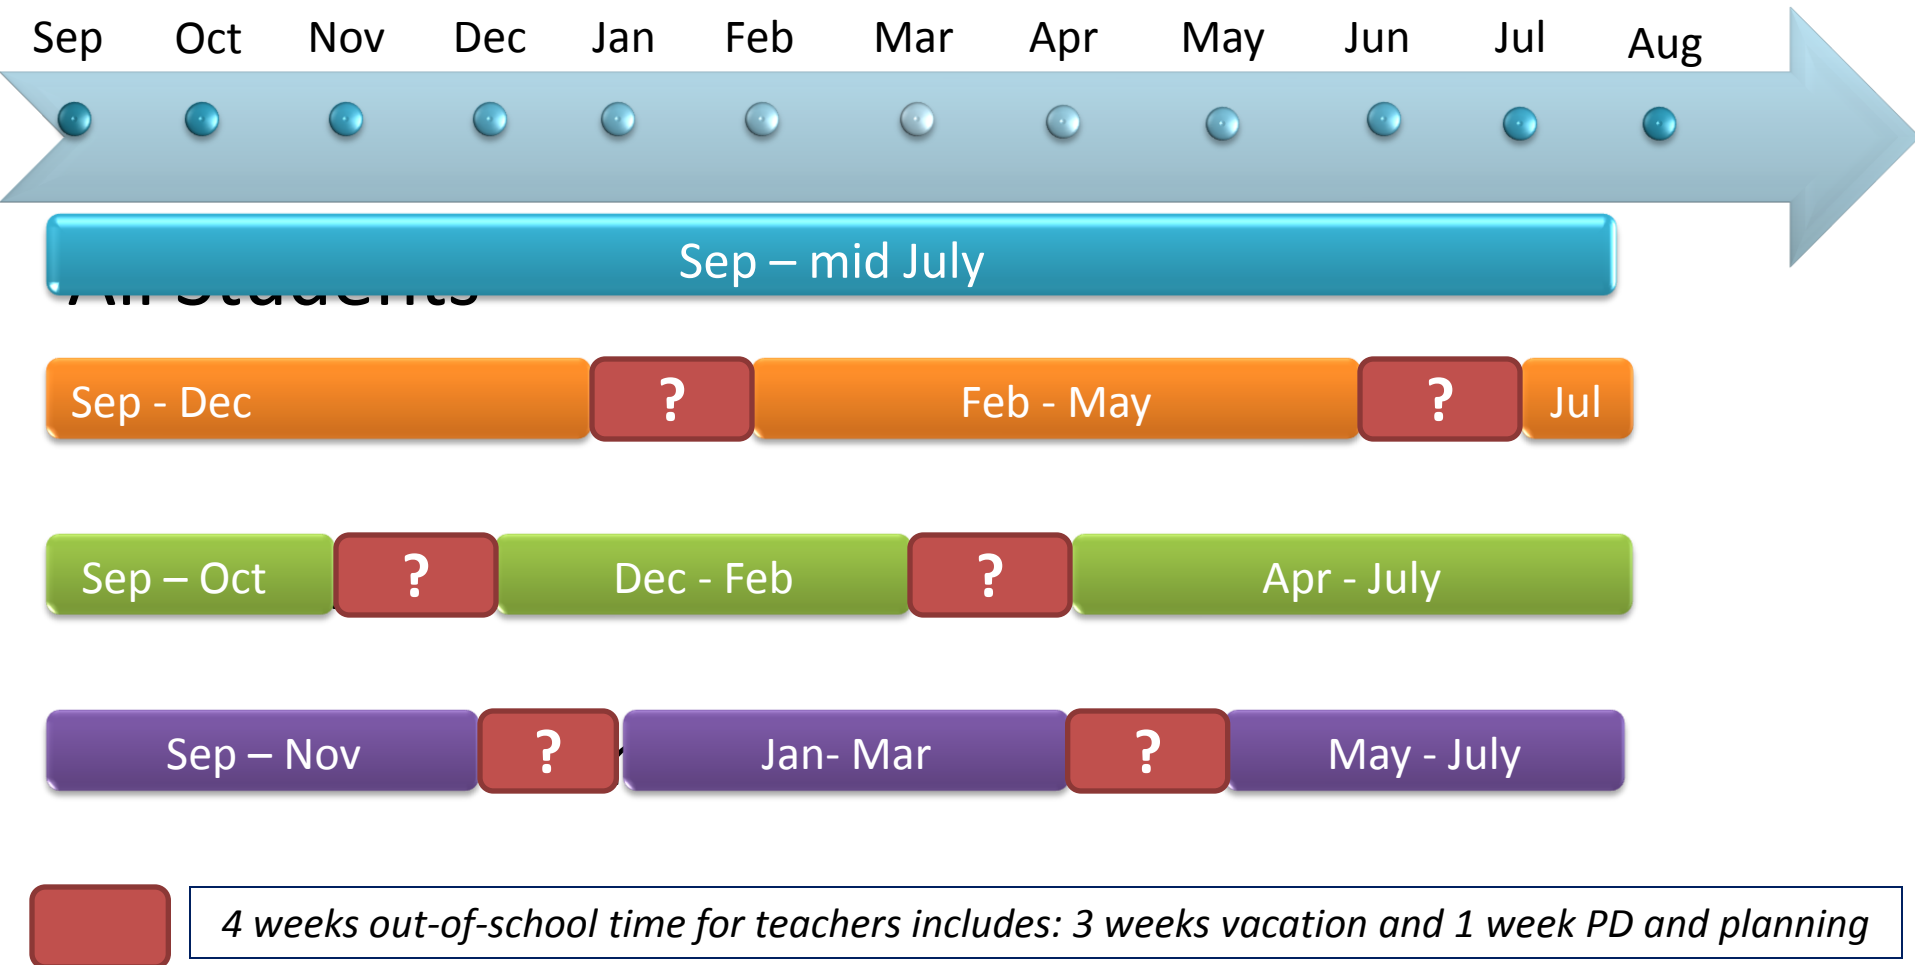 Sep Oct Nov Dec Jan Feb Mar Apr May Jun Jul Aug
Sep – mid July
All Students
Sep - Dec ? Feb - May ? Jul
Sep – Oct ? Dec - Feb ? Apr - July
Sep – Nov ? Jan- Mar ? May - July
4 weeks out-of-school time for teachers includes: 3 weeks vacation and 1 week PD and planning